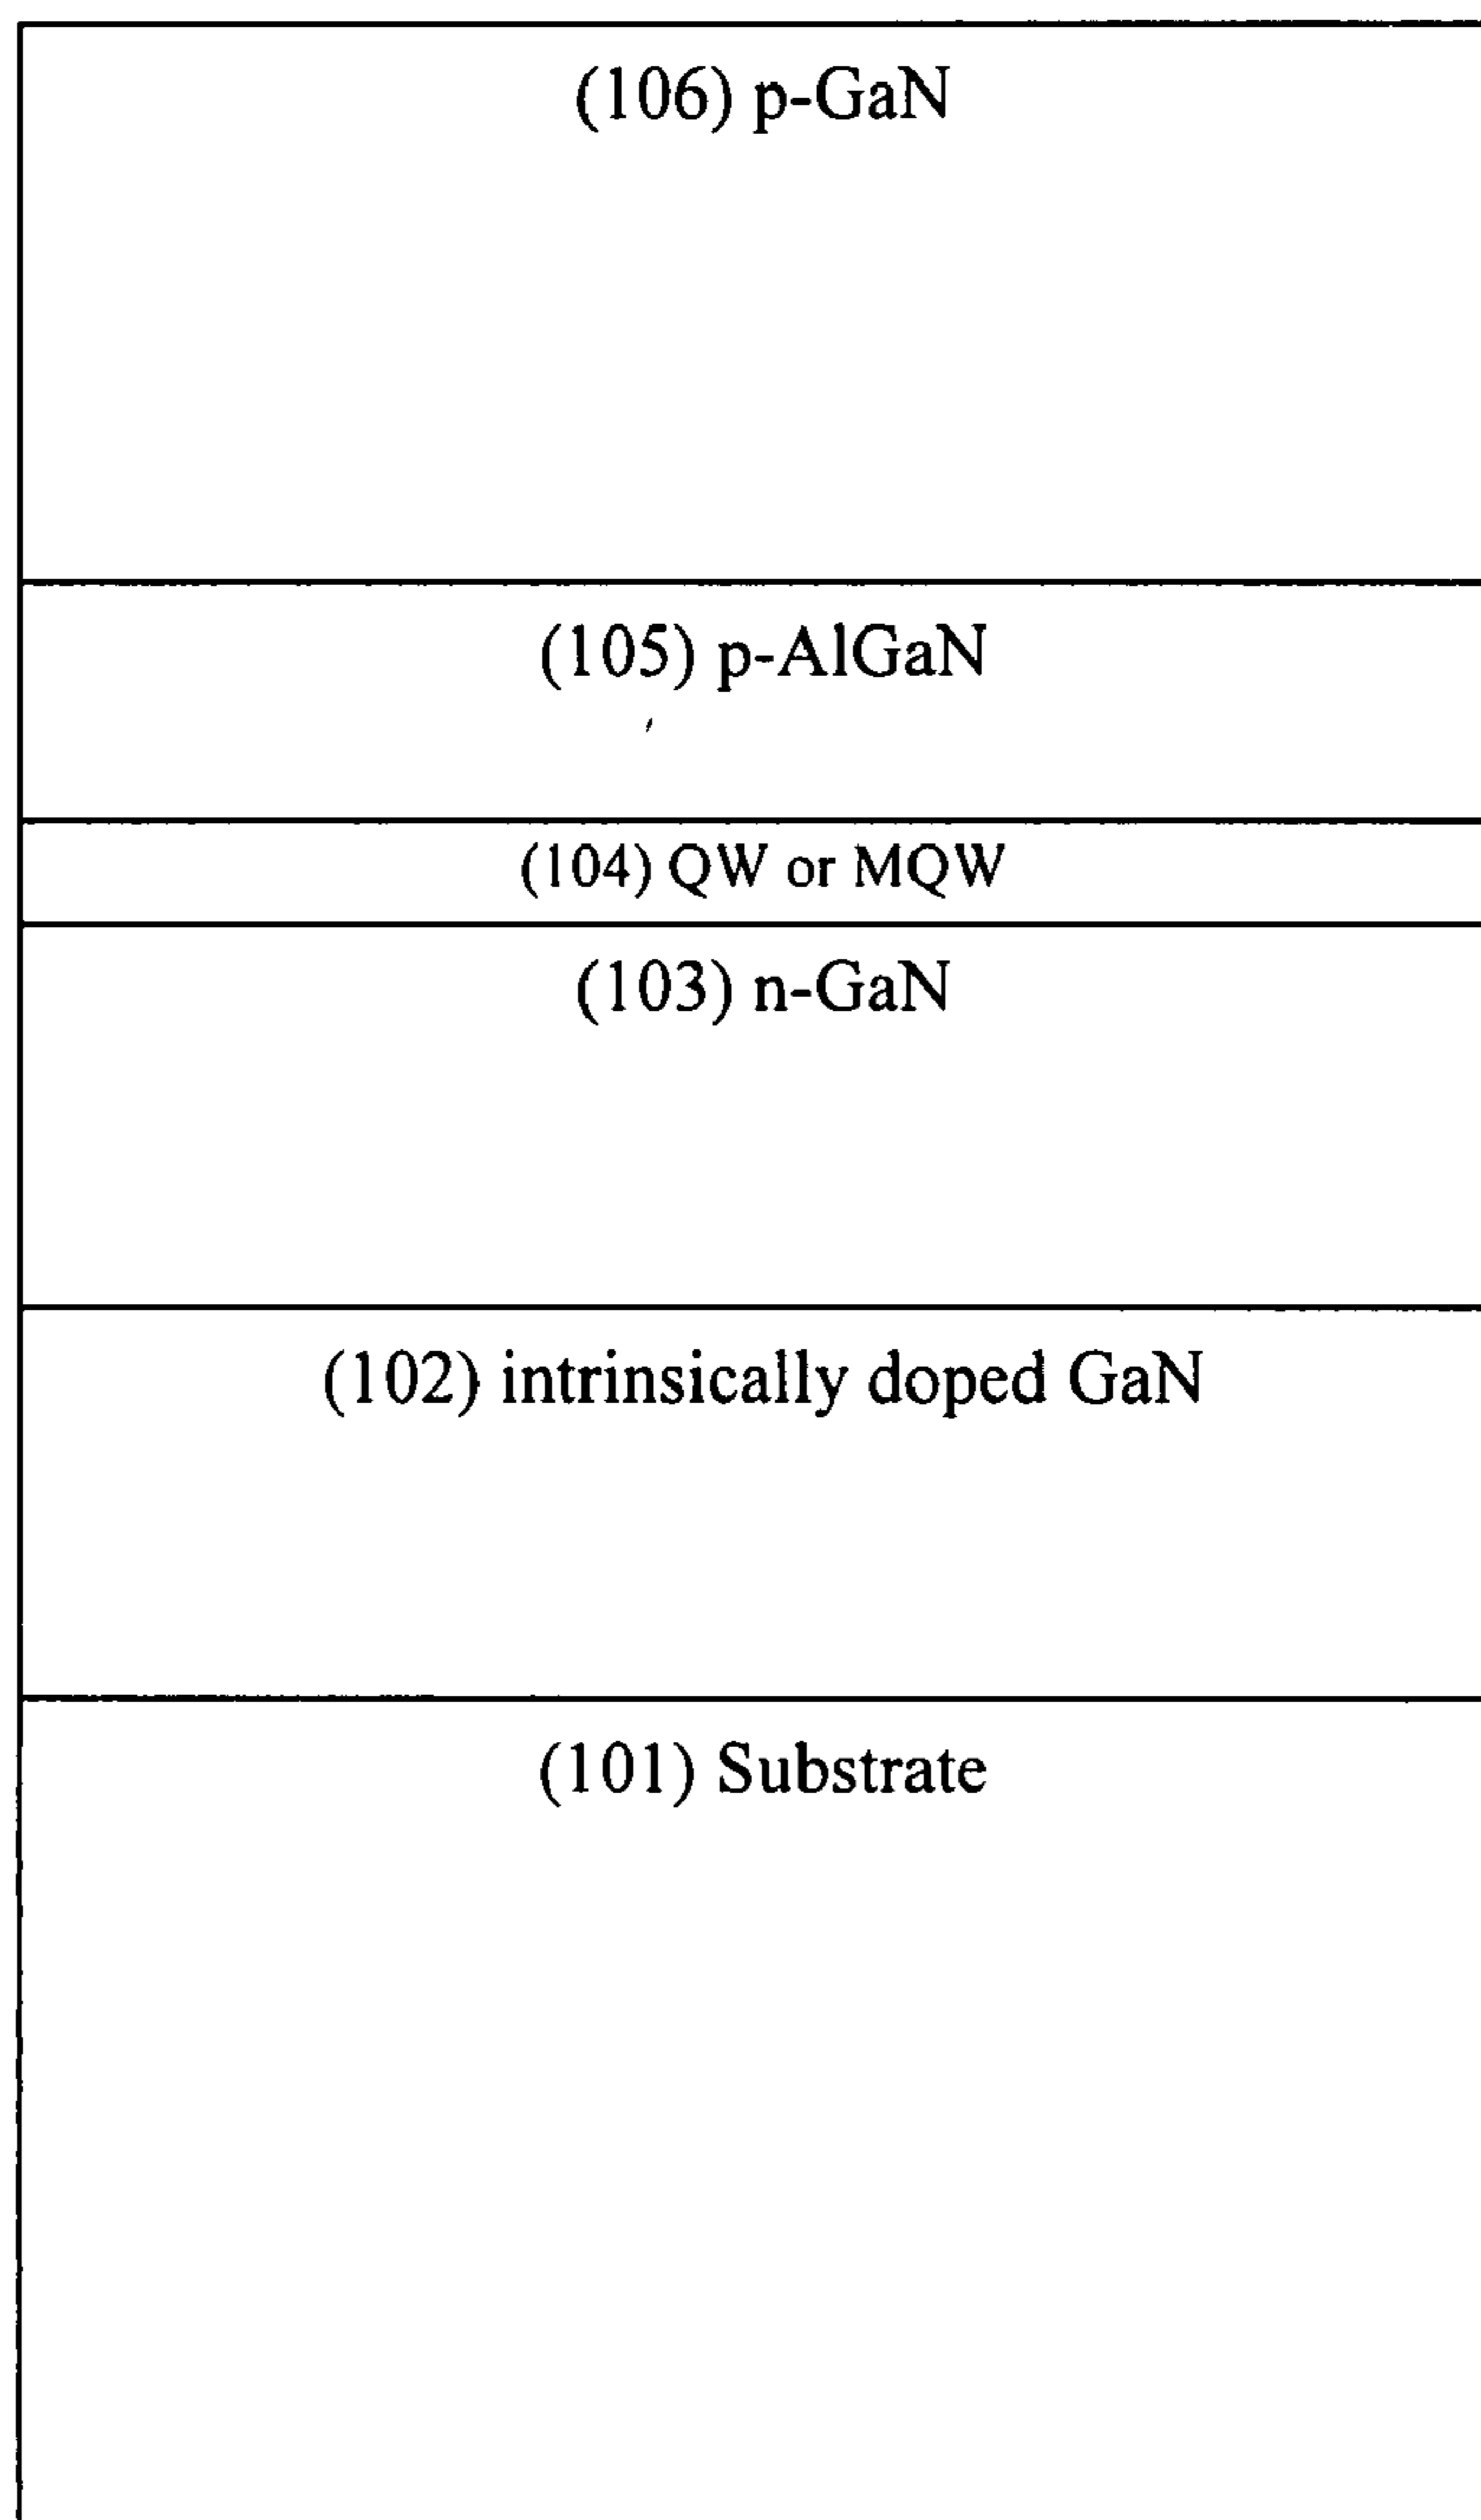 (106) p-GaN
(105) p-AlGaN
(104) QW or MQW
(103) n-GaN
(102) intrinsically doped GaN
(101) Substrate